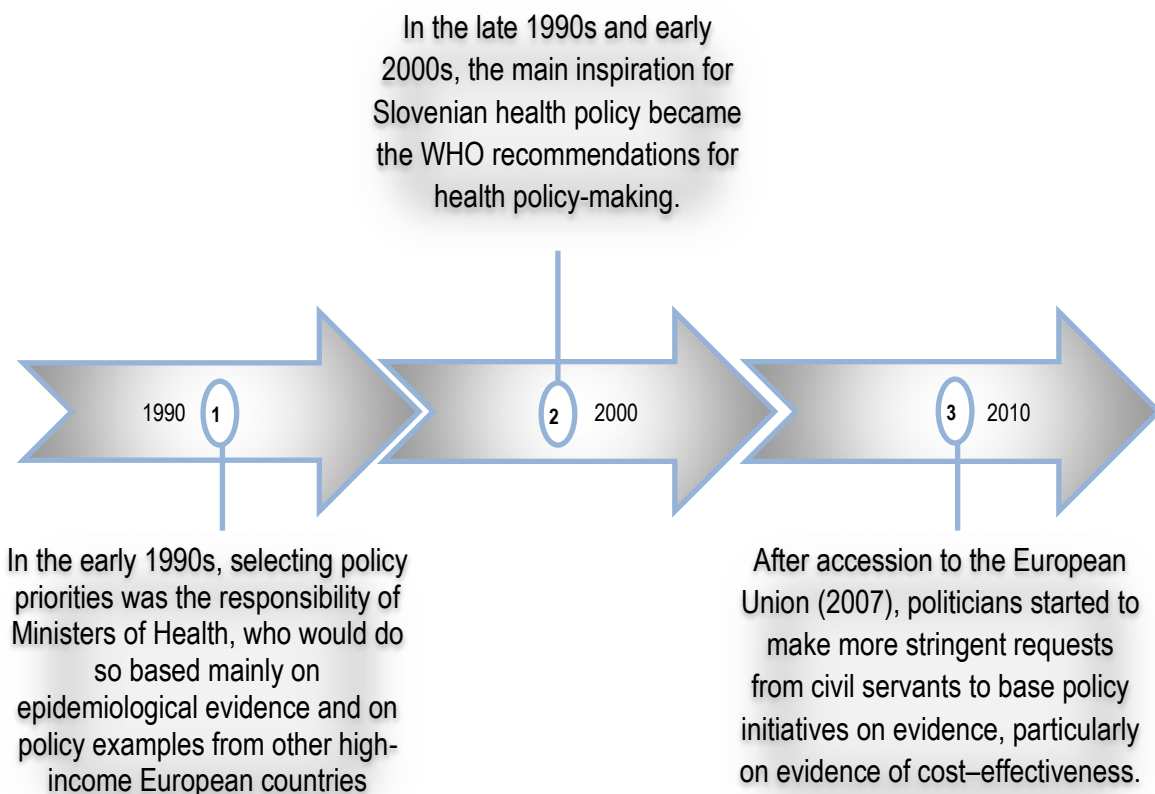 In the late 1990s and early
2000s, the main inspiration for
Slovenian health policy became
the WHO recommendations for
health policy-making.
1990
1
2
2000
3
2010
In the early 1990s, selecting policy
priorities was the responsibility of
Ministers of Health, who would do
so based mainly on
epidemiological evidence and on
policy examples from other high-
income European countries
After accession to the European
Union (2007), politicians started to
make more stringent requests
from civil servants to base policy
initiatives on evidence, particularly
on evidence of cost–effectiveness.